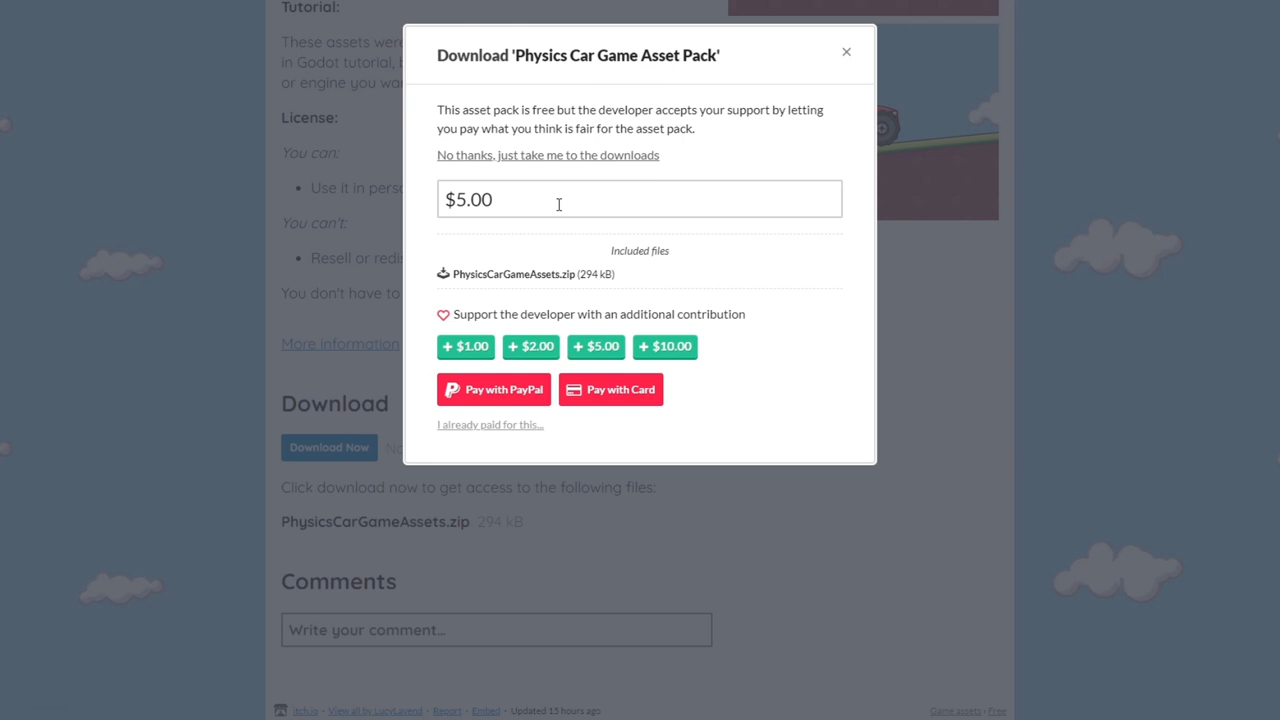 Tutorial:
These assets were
in Godot tutorial, b
or engine you wan
License:
You can:
Use it in perso
You can't:
Resell or redis
You don't have to
More information
Download
Download Now
No
Click download now to get access to the following files:
PhysicsCarGameAssets.zip 294 kB
Comments
Write your comment...
itch.io · View all by LucyLavend · Report · Embed · Updated 15 hours ago
Game assets › Free
Download 'Physics Car Game Asset Pack'
×
This asset pack is free but the developer accepts your support by letting
you pay what you think is fair for the asset pack.
No thanks, just take me to the downloads
$5.00
Included files
PhysicsCarGameAssets.zip (294 kB)
Support the developer with an additional contribution
+ $1.00 + $2.00 + $5.00 + $10.00
Pay with PayPal Pay with Card
I already paid for this...